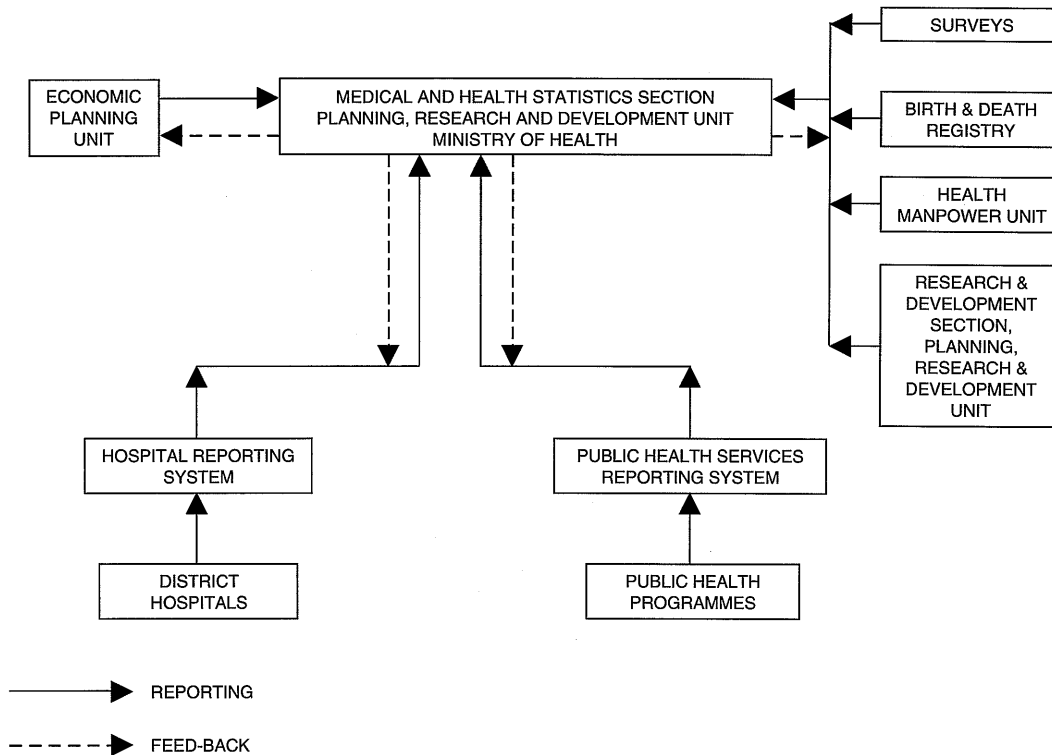 SURVEYS
ECONOMIC
PLANNING
UNIT
MEDICAL AND HEALTH STATISTICS SECTION
PLANNING, RESEARCH AND DEVELOPMENT UNIT
MINISTRY OF HEALTH
BIRTH & DEATH
REGISTRY
HEALTH
MANPOWER UNIT
RESEARCH &
DEVELOPMENT
SECTION,
PLANNING,
RESEARCH &
DEVELOPMENT
UNIT
HOSPITAL REPORTING
SYSTEM
PUBLIC HEALTH SERVICES
REPORTING SYSTEM
DISTRICT
HOSPITALS
PUBLIC HEALTH
PROGRAMMES
REPORTING
FEED-BACK